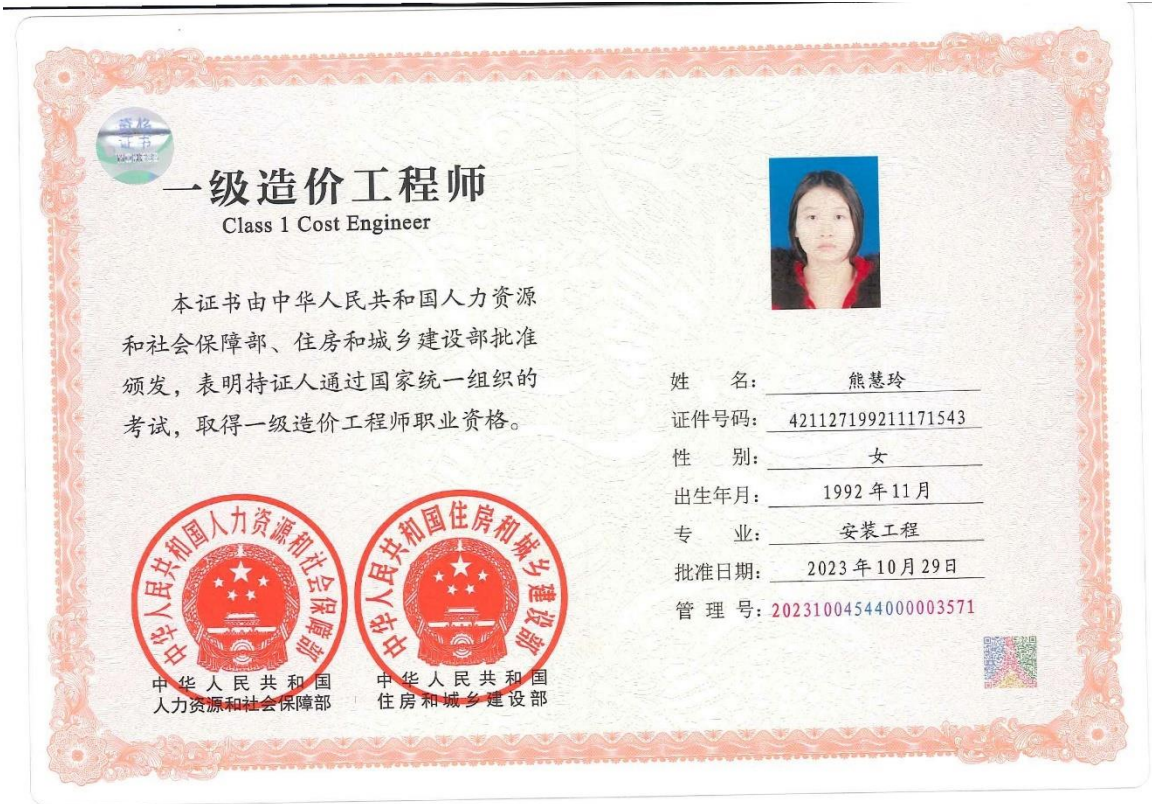 资格
证书
一级造价工程师
Class 1 Cost Engineer
本证书由中华人民共和国人力资源
和社会保障部、住房和城乡建设部批准
颁发，表明持证人通过国家统一组织的
考试，取得一级造价工程师职业资格。
中华人民共和国人力资源和社会保障部
中华人民共和国
人力资源和社会保障部
中华人民共和国住房和城乡建设部
中华人民共和国
住房和城乡建设部
姓 名： 熊慧玲
证件号码： 421127199211171543
性 别： 女
出生年月： 1992年11月
专 业： 安装工程
批准日期： 2023年10月29日
管 理 号：20231004544000003571